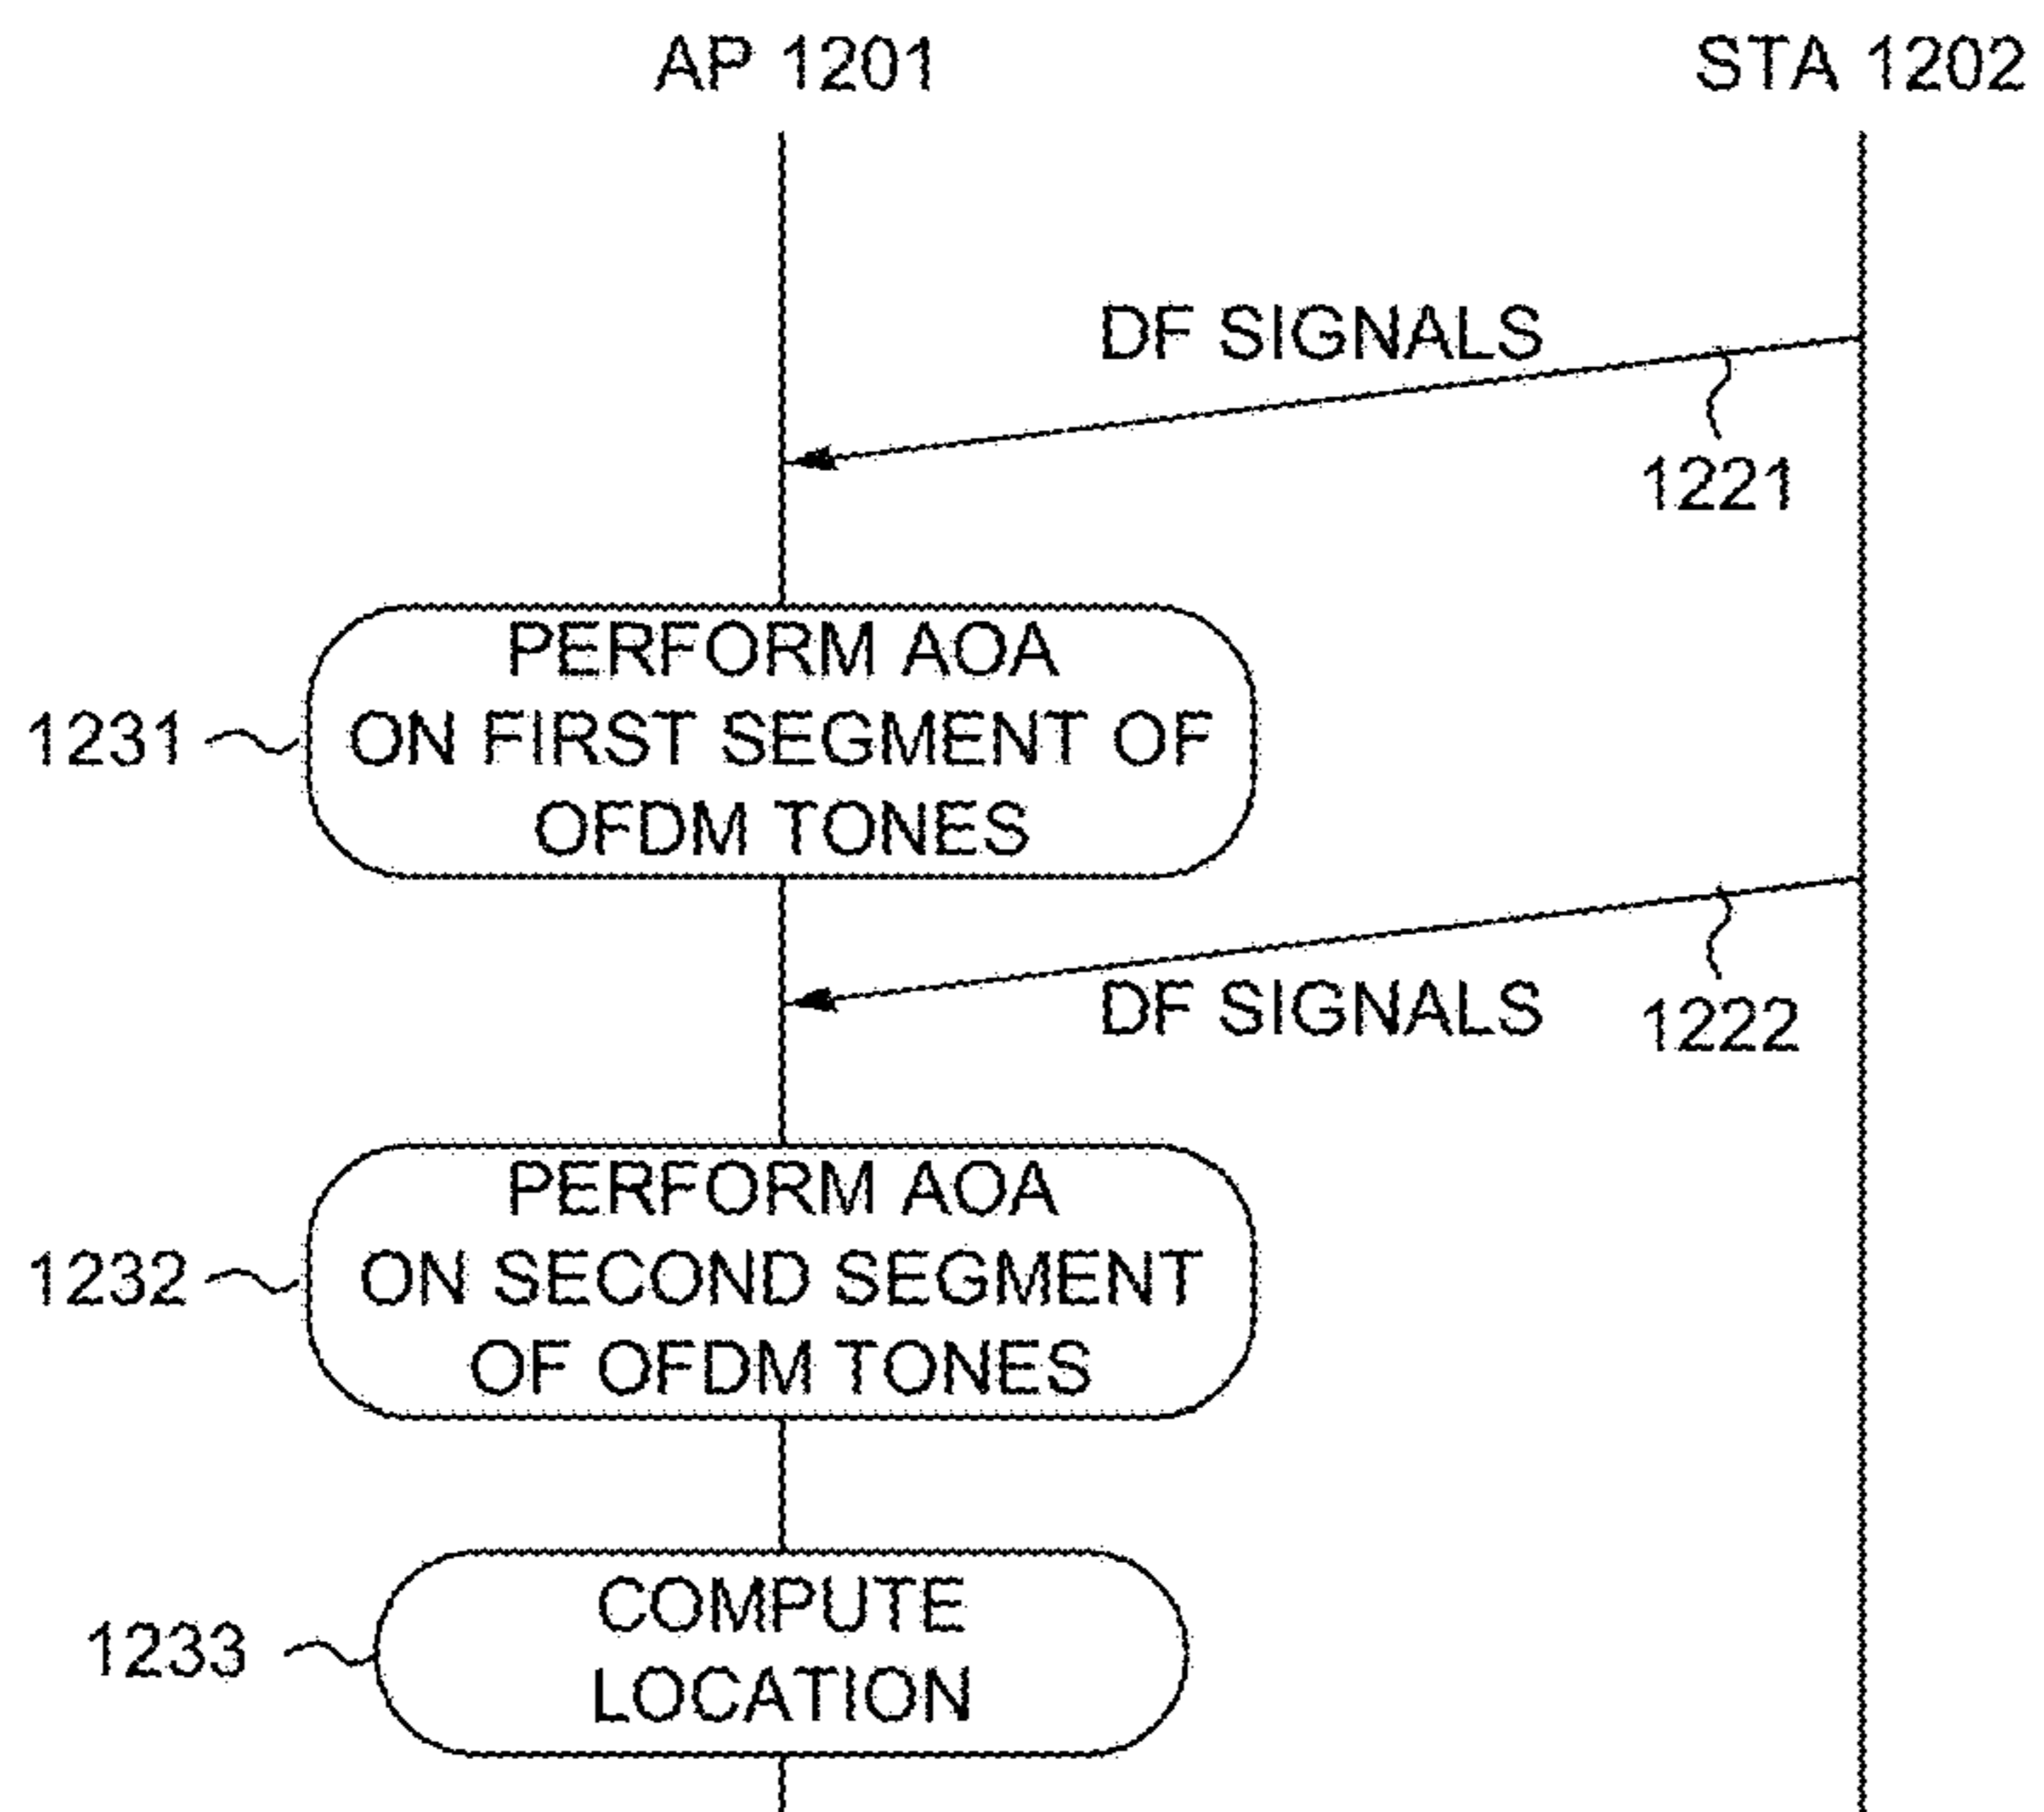 AP 1201
STA 1202
DF SIGNALS
1221
PERFORM AOA
ON FIRST SEGMENT OF
OFDM TONES
1231
DF SIGNALS
1222
PERFORM AOA
ON SECOND SEGMENT
OF OFDM TONES
1232
COMPUTE
LOCATION
1233